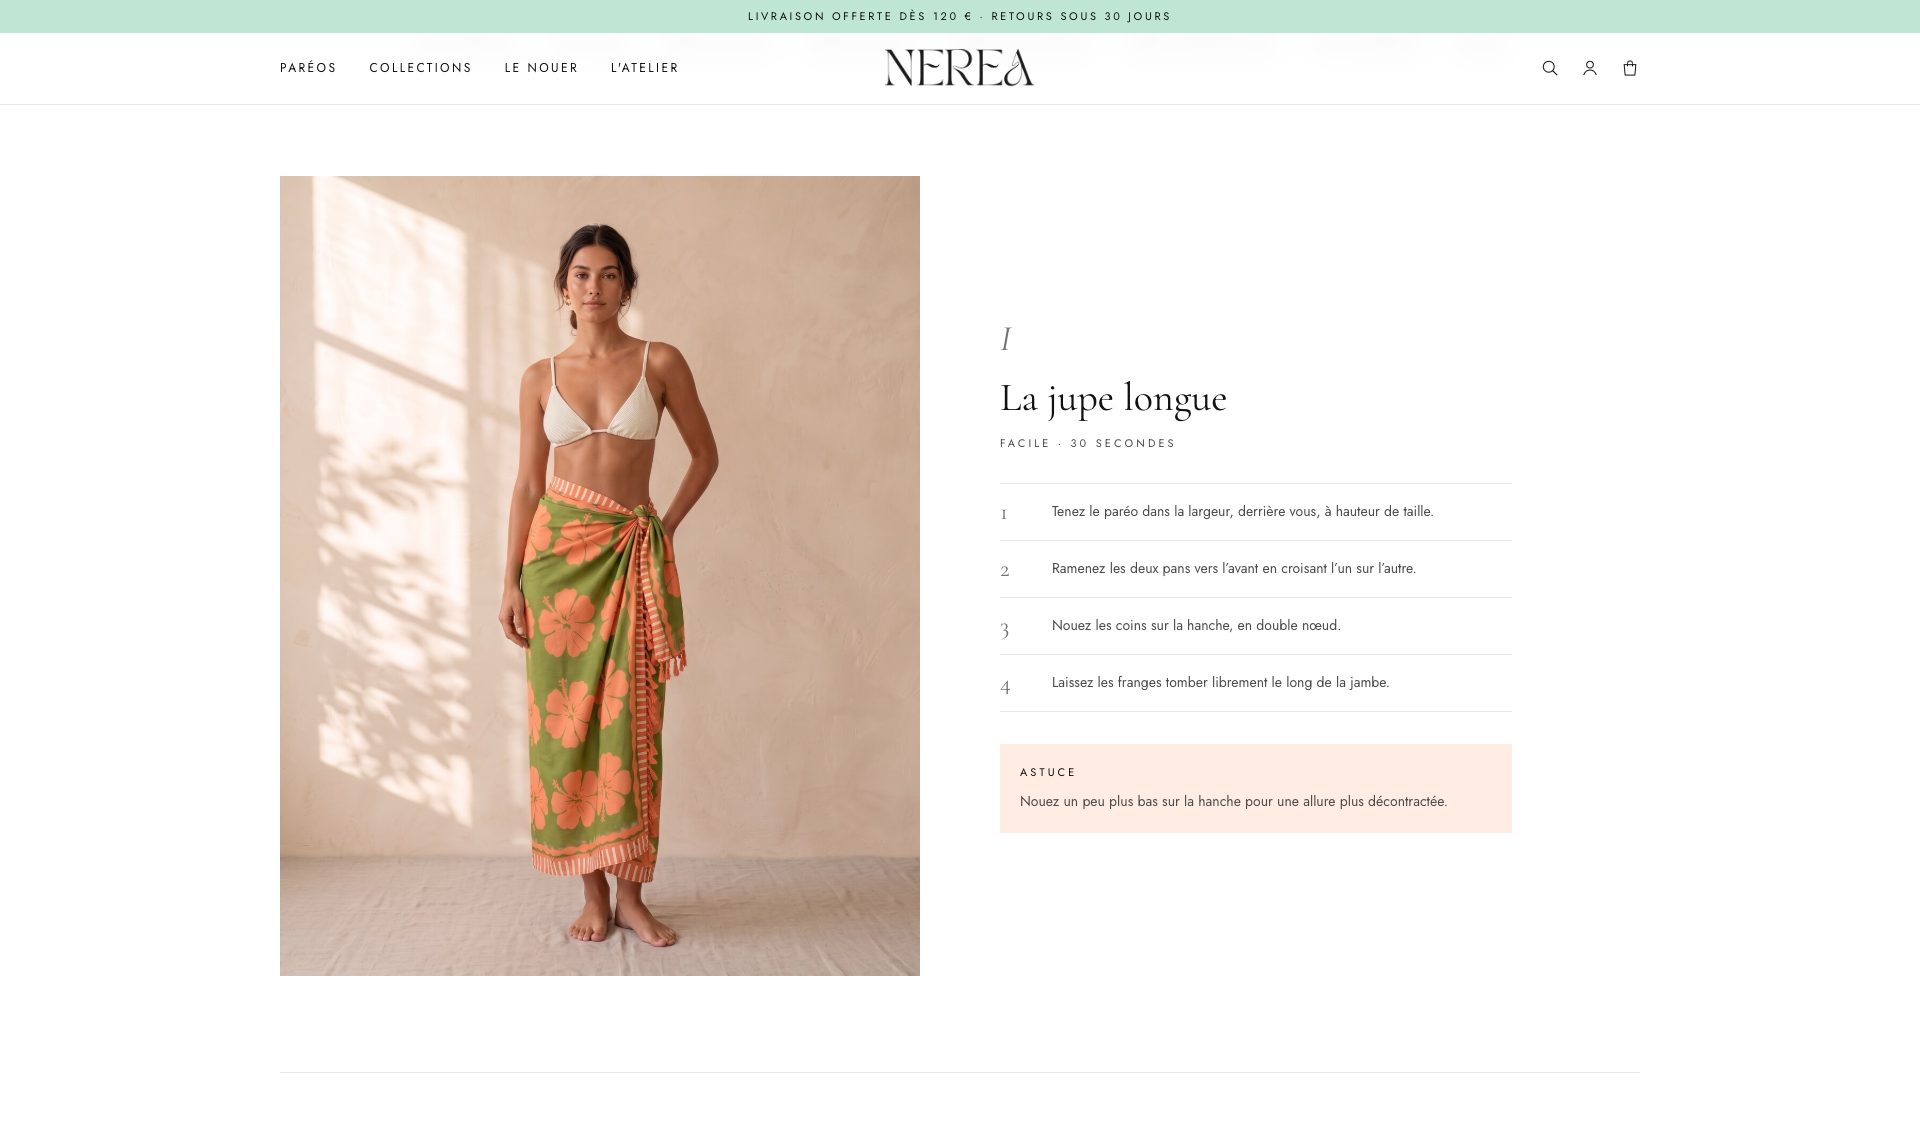 LIVRAISON OFFERTE DÈS 120 € · RETOURS SOUS 30 JOURS
PARÉOS COLLECTIONS LE NOUER L'ATELIER
NEREA
I
La jupe longue
FACILE · 30 SECONDES
1 Tenez le paréo dans la largeur, derrière vous, à hauteur de taille.
2 Ramenez les deux pans vers l’avant en croisant l’un sur l’autre.
3 Nouez les coins sur la hanche, en double nœud.
4 Laissez les franges tomber librement le long de la jambe.
ASTUCE
Nouez un peu plus bas sur la hanche pour une allure plus décontractée.